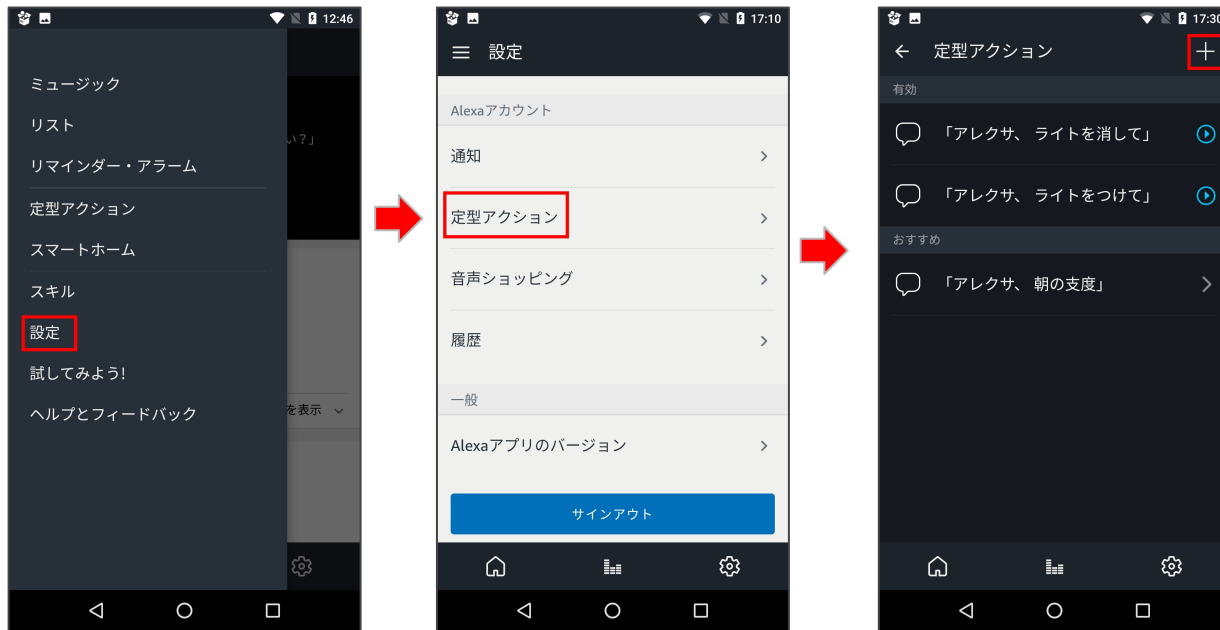 12:46
ミュージック
リスト
い？」
リマインダー・アラーム
定型アクション
スマートホーム
スキル
設定
試してみよう!
ヘルプとフィードバック
を表示
17:10
設定
Alexaアカウント
通知
定型アクション
音声ショッピング
履歴
一般
Alexaアプリのバージョン
サインアウト
17:30
定型アクション
有効
「アレクサ、 ライトを消して」
「アレクサ、 ライトをつけて」
おすすめ
「アレクサ、 朝の支度」